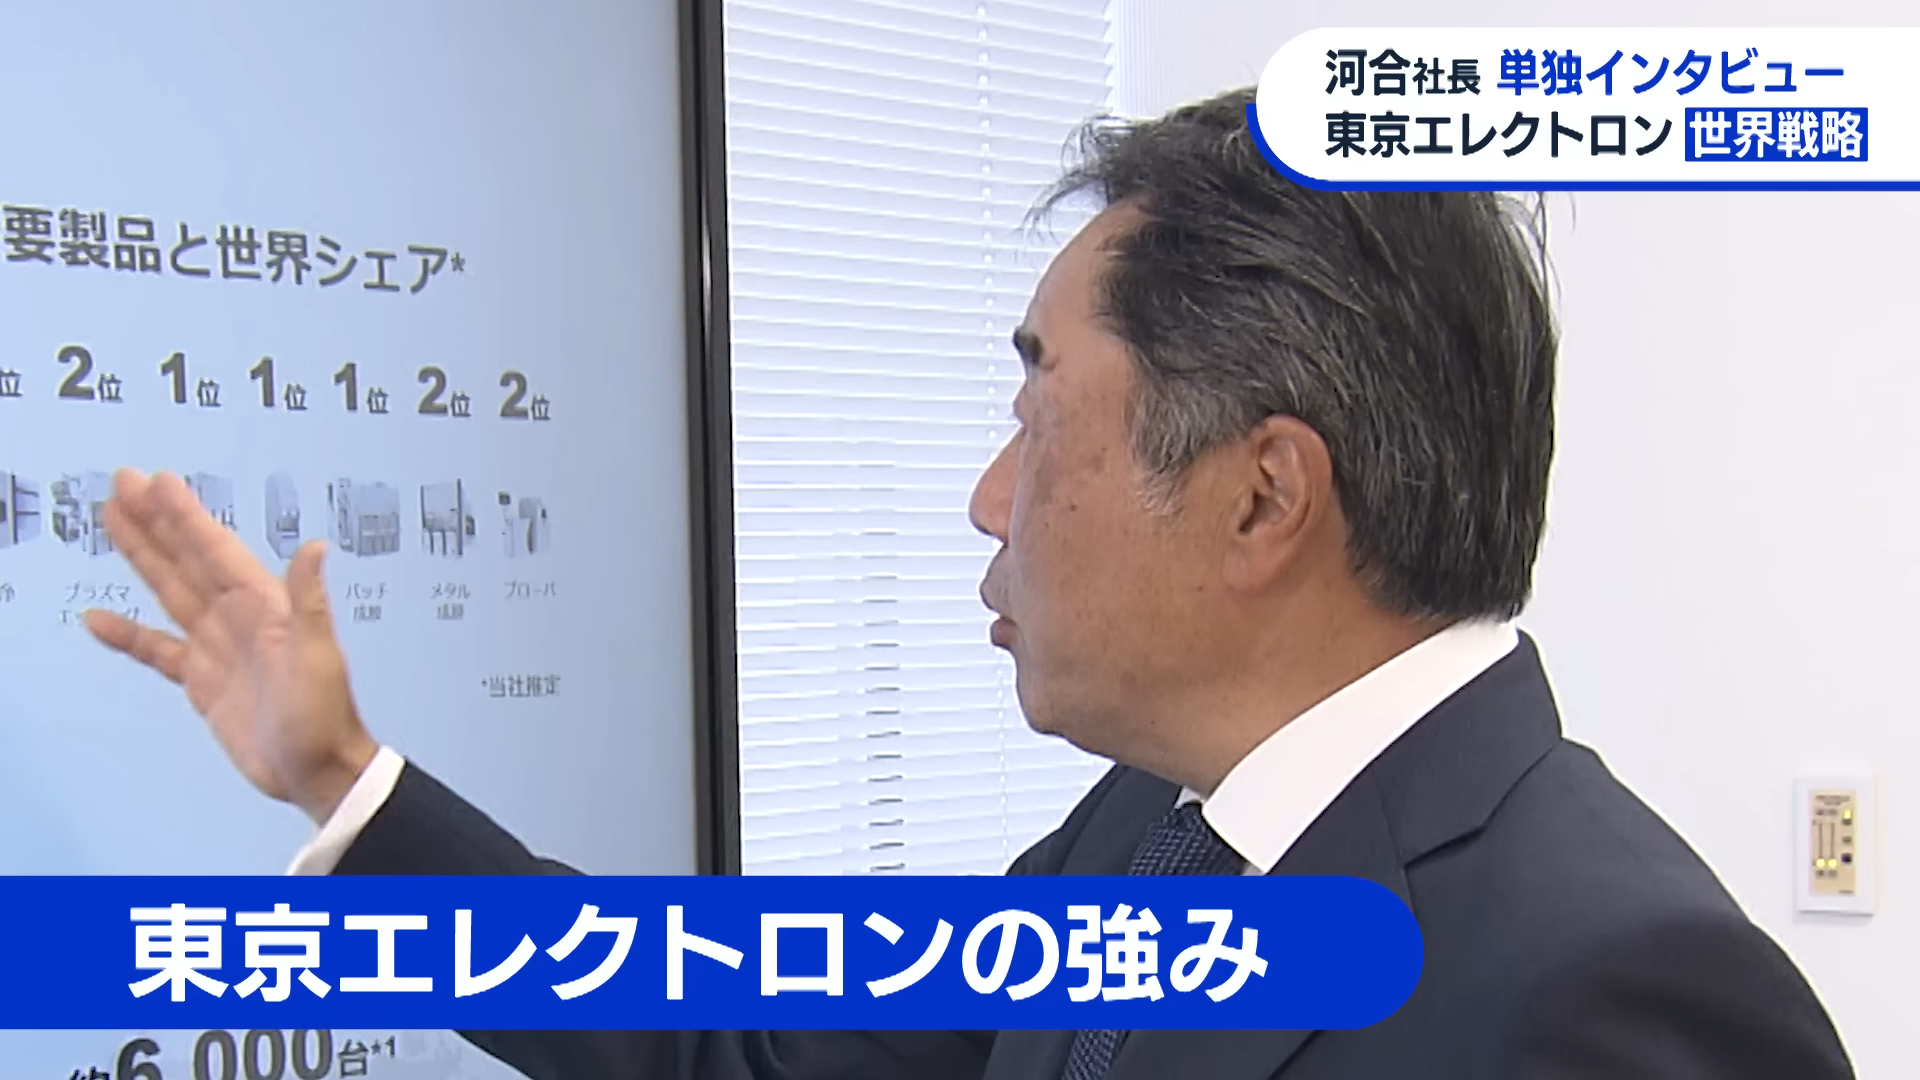 河合社長 単独インタビュー
東京エレクトロン 世界戦略
要製品と世界シェア*
位 2位 1位 1位 1位 2位 2位
浄 プラズマ バッチ メタル プローバ
成膜 成膜
*当社推定
東京エレクトロンの強み
約6,000台*1